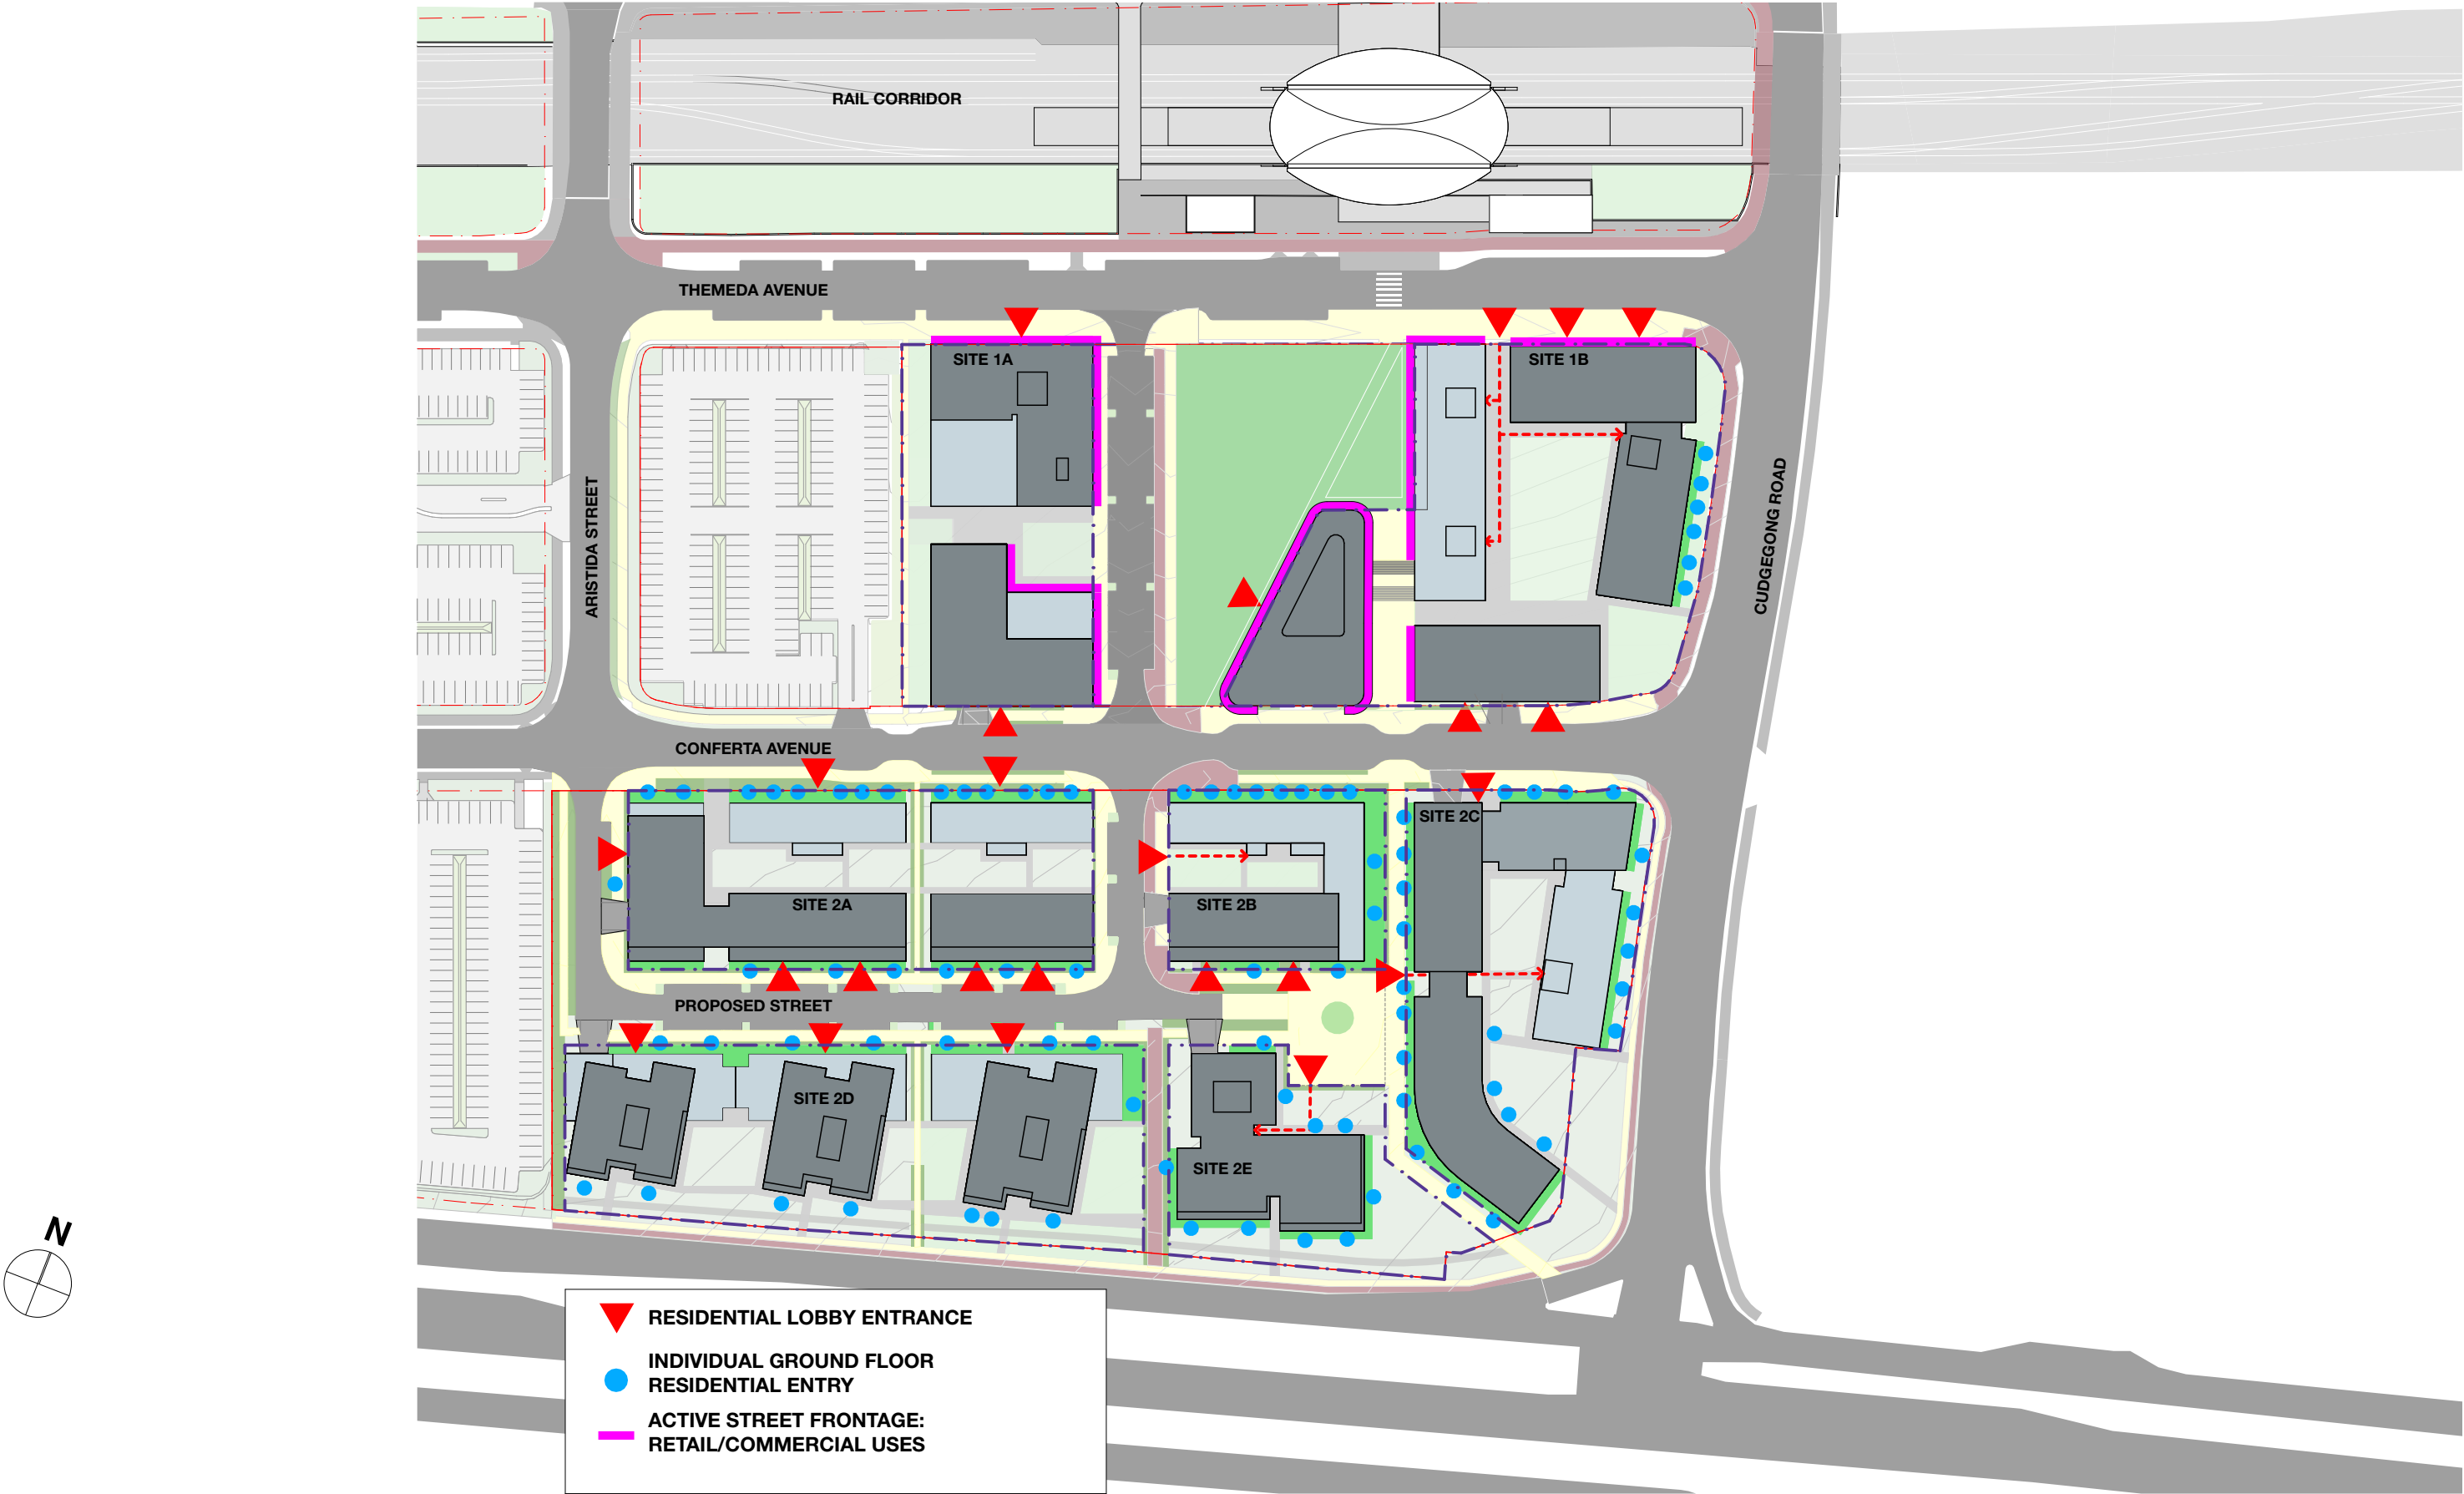 RAIL CORRIDOR
THEMEDA AVENUE
SITE 1A
SITE 1B
ARISTIDA STREET
CUDGEGONG ROAD
CONFERTA AVENUE
SITE 2C
SITE 2A
SITE 2B
PROPOSED STREET
SITE 2D
SITE 2E
N
RESIDENTIAL LOBBY ENTRANCE
INDIVIDUAL GROUND FLOOR
RESIDENTIAL ENTRY
ACTIVE STREET FRONTAGE:
RETAIL/COMMERCIAL USES